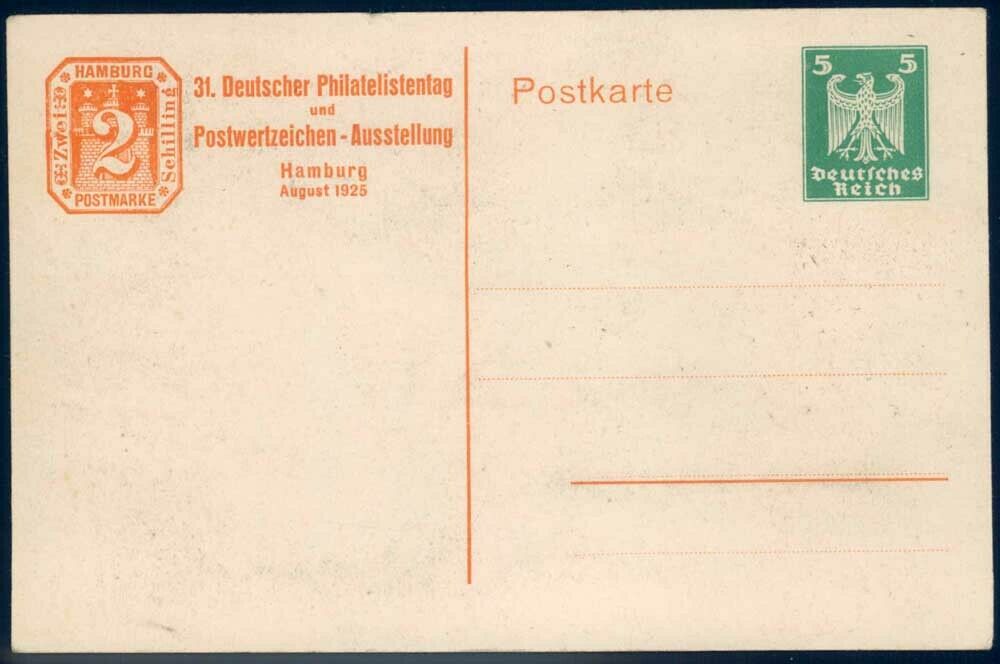 HAMBURG
Zwei
2
Schilling
POSTMARKE
31. Deutscher Philatelistentag
und
Postwertzeichen-Ausstellung
Hamburg
August 1925
Postkarte
5 5
Deutsches
Reich